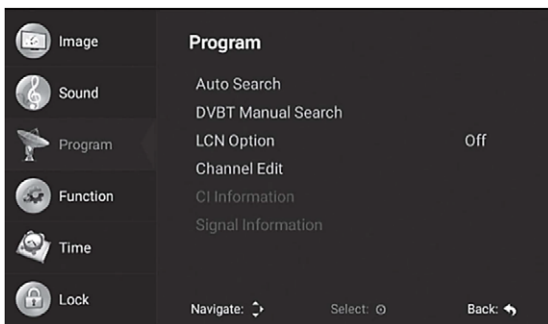 Image
Sound
Program
Function
Time
Lock
Program
Auto Search
DVBT Manual Search
LCN Option Off
Channel Edit
CI Information
Signal Information
Navigate: Select: Back: